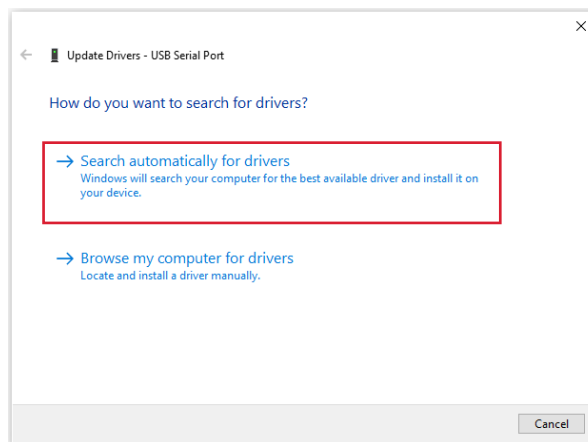 Update Drivers - USB Serial Port
How do you want to search for drivers?
Search automatically for drivers
Windows will search your computer for the best available driver and install it on
your device.
Browse my computer for drivers
Locate and install a driver manually.
Cancel